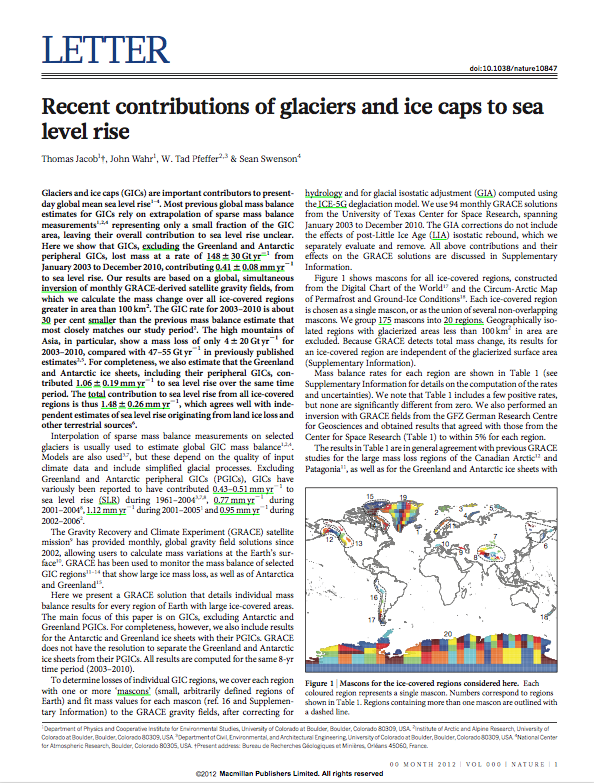 LETTER
doi:10.1038/nature10847
Recent contributions of glaciers and ice caps to sea
level rise
Thomas Jacob¹†, John Wahr¹, W. Tad Pfeffer²,³ & Sean Swenson⁴
Glaciers and ice caps (GICs) are important contributors to present-
day global mean sea level rise¹⁻⁴. Most previous global mass balance
estimates for GICs rely on extrapolation of sparse mass balance
measurements¹,²,⁴ representing only a small fraction of the GIC
area, leaving their overall contribution to sea level rise unclear.
Here we show that GICs, excluding the Greenland and Antarctic
peripheral GICs, lost mass at a rate of 148 ± 30 Gt yr⁻¹ from
January 2003 to December 2010, contributing 0.41 ± 0.08 mm yr⁻¹
to sea level rise. Our results are based on a global, simultaneous
inversion of monthly GRACE-derived satellite gravity fields, from
which we calculate the mass change over all ice-covered regions
greater in area than 100 km². The GIC rate for 2003–2010 is about
30 per cent smaller than the previous mass balance estimate that
most closely matches our study period². The high mountains of
Asia, in particular, show a mass loss of only 4 ± 20 Gt yr⁻¹ for
2003–2010, compared with 47–55 Gt yr⁻¹ in previously published
estimates²,⁵. For completeness, we also estimate that the Greenland
and Antarctic ice sheets, including their peripheral GICs, con-
tributed 1.06 ± 0.19 mm yr⁻¹ to sea level rise over the same time
period. The total contribution to sea level rise from all ice-covered
regions is thus 1.48 ± 0.26 mm yr⁻¹, which agrees well with inde-
pendent estimates of sea level rise originating from land ice loss and
other terrestrial sources⁶.
Interpolation of sparse mass balance measurements on selected
glaciers is usually used to estimate global GIC mass balance¹,²,⁴.
Models are also used³,⁷, but these depend on the quality of input
climate data and include simplified glacial processes. Excluding
Greenland and Antarctic peripheral GICs (PGICs), GICs have
variously been reported to have contributed 0.43–0.51 mm yr⁻¹ to
sea level rise (SLR) during 1961–2004³,⁷,⁸, 0.77 mm yr⁻¹ during
2001–2004⁸, 1.12 mm yr⁻¹ during 2001–2005¹ and 0.95 mm yr⁻¹ during
2002–2006².
The Gravity Recovery and Climate Experiment (GRACE) satellite
mission⁹ has provided monthly, global gravity field solutions since
2002, allowing users to calculate mass variations at the Earth's sur-
face¹⁰. GRACE has been used to monitor the mass balance of selected
GIC regions¹¹⁻¹⁴ that show large ice mass loss, as well as of Antarctica
and Greenland¹⁵.
Here we present a GRACE solution that details individual mass
balance results for every region of Earth with large ice-covered areas.
The main focus of this paper is on GICs, excluding Antarctic and
Greenland PGICs. For completeness, however, we also include results
for the Antarctic and Greenland ice sheets with their PGICs. GRACE
does not have the resolution to separate the Greenland and Antarctic
ice sheets from their PGICs. All results are computed for the same 8-yr
time period (2003–2010).
To determine losses of individual GIC regions, we cover each region
with one or more 'mascons' (small, arbitrarily defined regions of
Earth) and fit mass values for each mascon (ref. 16 and Supplemen-
tary Information) to the GRACE gravity fields, after correcting for
hydrology and for glacial isostatic adjustment (GIA) computed using
the ICE-5G deglaciation model. We use 94 monthly GRACE solutions
from the University of Texas Center for Space Research, spanning
January 2003 to December 2010. The GIA corrections do not include
the effects of post-Little Ice Age (LIA) isostatic rebound, which we
separately evaluate and remove. All above contributions and their
effects on the GRACE solutions are discussed in Supplementary
Information.
Figure 1 shows mascons for all ice-covered regions, constructed
from the Digital Chart of the World¹⁷ and the Circum-Arctic Map
of Permafrost and Ground-Ice Conditions¹⁸. Each ice-covered region
is chosen as a single mascon, or as the union of several non-overlapping
mascons. We group 175 mascons into 20 regions. Geographically iso-
lated regions with glacierized areas less than 100 km² in area are
excluded. Because GRACE detects total mass change, its results for
an ice-covered region are independent of the glacierized surface area
(Supplementary Information).
Mass balance rates for each region are shown in Table 1 (see
Supplementary Information for details on the computation of the rates
and uncertainties). We note that Table 1 includes a few positive rates,
but none are significantly different from zero. We also performed an
inversion with GRACE fields from the GFZ German Research Centre
for Geosciences and obtained results that agreed with those from the
Center for Space Research (Table 1) to within 5% for each region.
The results in Table 1 are in general agreement with previous GRACE
studies for the large mass loss regions of the Canadian Arctic¹² and
Patagonia¹¹, as well as for the Greenland and Antarctic ice sheets with
15
19
12
13
10
9
7
6
16
17
18
20
Figure 1 | Mascons for the ice-covered regions considered here. Each
coloured region represents a single mascon. Numbers correspond to regions
shown in Table 1. Regions containing more than one mascon are outlined with
a dashed line.
¹Department of Physics and Cooperative Institute for Environmental Studies, University of Colorado at Boulder, Boulder, Colorado 80309, USA. ²Institute of Arctic and Alpine Research, University of
Colorado at Boulder, Boulder, Colorado 80309, USA. ³Department of Civil, Environmental, and Architectural Engineering, University of Colorado at Boulder, Boulder, Colorado 80309, USA. ⁴National Center
for Atmospheric Research, Boulder, Colorado 80305, USA. †Present address: Bureau de Recherches Géologiques et Minières, Orléans 45060, France.
00 MONTH 2012 | VOL 000 | NATURE | 1
©2012 Macmillan Publishers Limited. All rights reserved